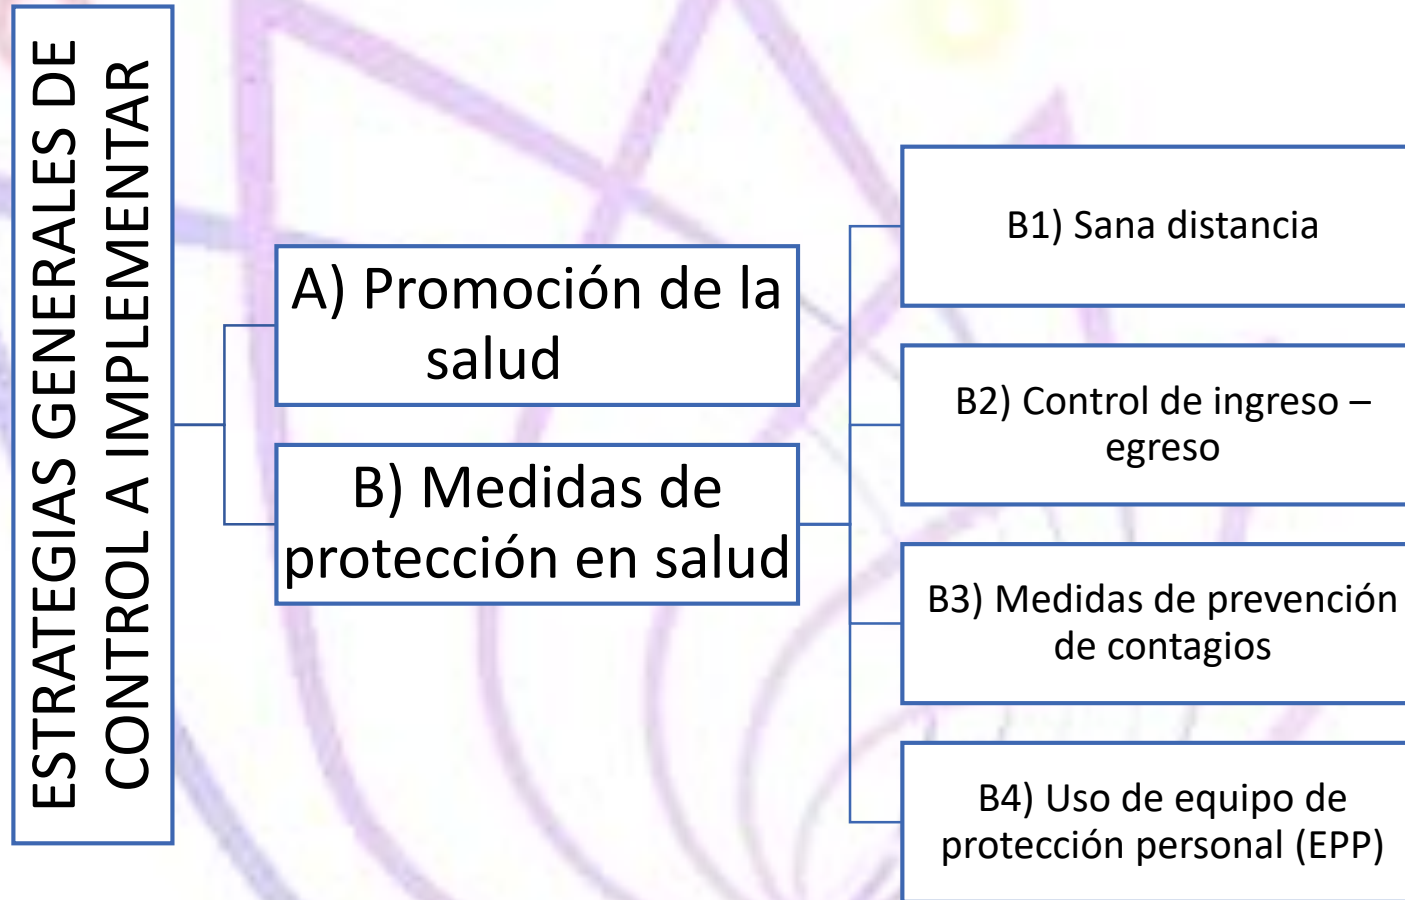 ESTRATEGIAS GENERALES DE
CONTROL A IMPLEMENTAR
A) Promoción de la
salud
B) Medidas de
protección en salud
B1) Sana distancia
B2) Control de ingreso –
egreso
B3) Medidas de prevención
de contagios
B4) Uso de equipo de
protección personal (EPP)